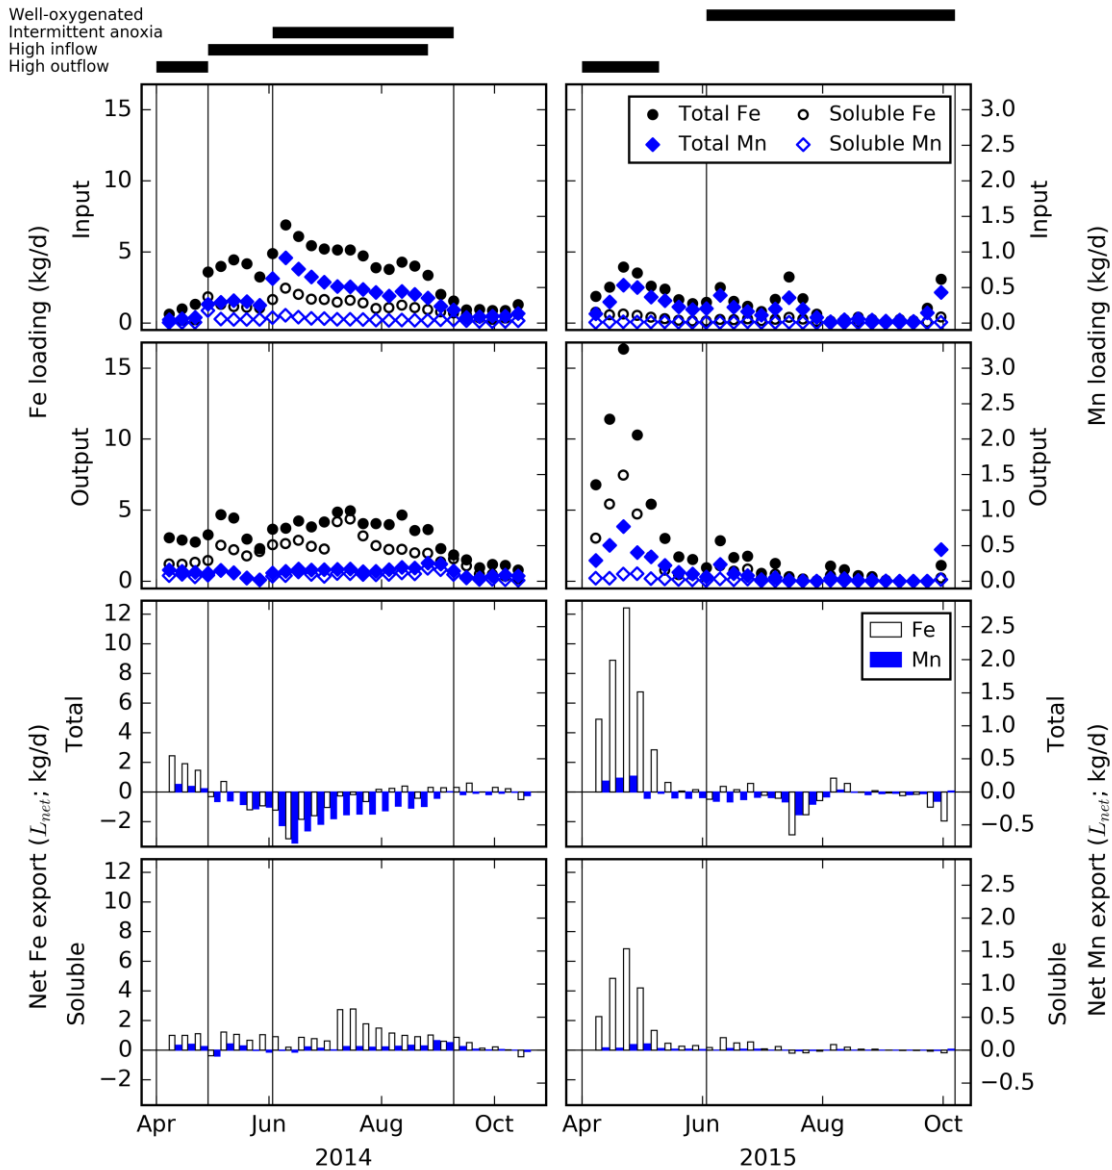 Well-oxygenated
Intermittent anoxia
High inflow
High outflow
Total Fe Soluble Fe
Total Mn Soluble Mn
15
10
5
0
Input
3.0
2.5
2.0
1.5
1.0
0.5
0.0
Input
Fe loading (kg/d)
Mn loading (kg/d)
15
10
5
0
Output
3.0
2.5
2.0
1.5
1.0
0.5
0.0
Output
Fe
Mn
12
10
8
6
4
2
0
−2
Total
2.5
2.0
1.5
1.0
0.5
0.0
−0.5
Total
Net Fe export (L_net; kg/d)
Net Mn export (L_net; kg/d)
12
10
8
6
4
2
0
−2
Soluble
2.5
2.0
1.5
1.0
0.5
0.0
−0.5
Soluble
Apr Jun Aug Oct
Apr Jun Aug Oct
2014
2015